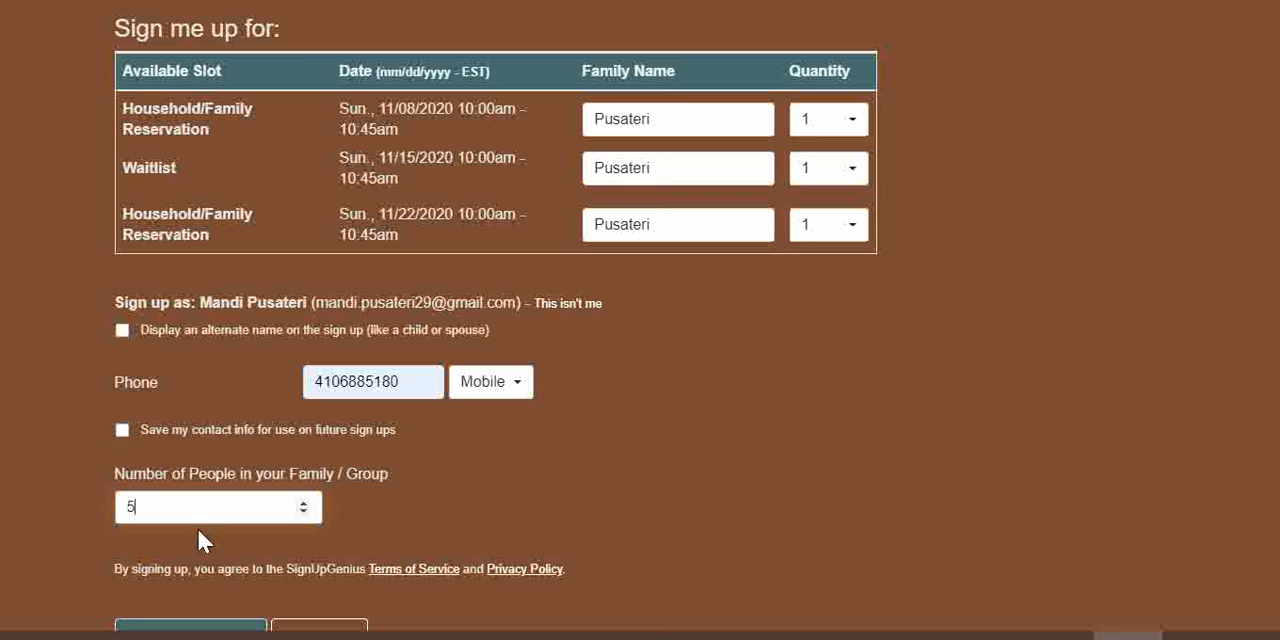 Sign me up for:
Available Slot Date (mm/dd/yyyy - EST) Family Name Quantity
Household/Family Reservation Sun., 11/08/2020 10:00am - 10:45am Pusateri 1
Waitlist Sun., 11/15/2020 10:00am - 10:45am Pusateri 1
Household/Family Reservation Sun., 11/22/2020 10:00am - 10:45am Pusateri 1
Sign up as: Mandi Pusateri (mandi.pusateri29@gmail.com) - This isn't me
Display an alternate name on the sign up (like a child or spouse)
Phone 4106885180 Mobile
Save my contact info for use on future sign ups
Number of People in your Family / Group
5
By signing up, you agree to the SignUpGenius Terms of Service and Privacy Policy.